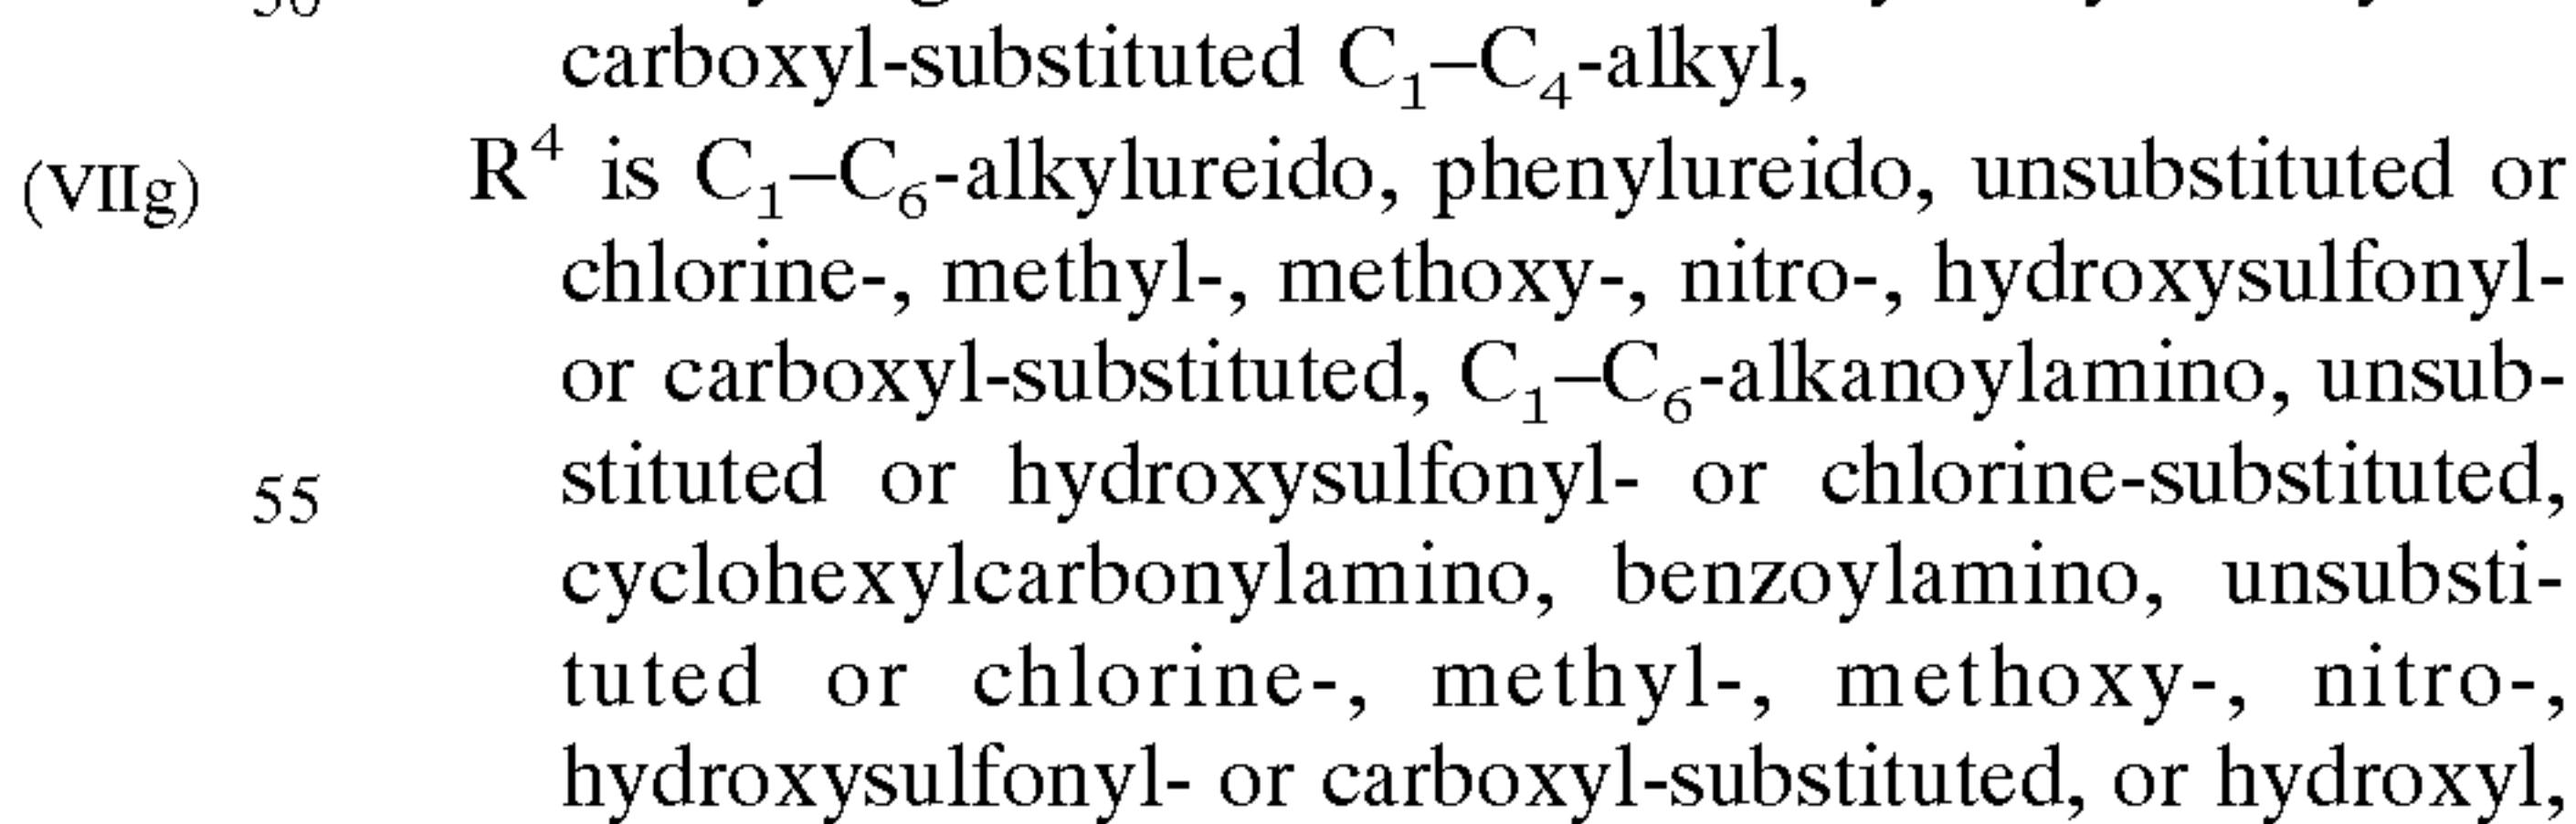 carboxyl-substituted C₁–C₄-alkyl,
(VIIg) R⁴ is C₁–C₆-alkylureido, phenylureido, unsubstituted or
chlorine-, methyl-, methoxy-, nitro-, hydroxysulfonyl-
or carboxyl-substituted, C₁–C₆-alkanoylamino, unsub-
55 stituted or hydroxysulfonyl- or chlorine-substituted,
cyclohexylcarbonylamino, benzoylamino, unsubsti-
tuted or chlorine-, methyl-, methoxy-, nitro-,
hydroxysulfonyl- or carboxyl-substituted, or hydroxyl,